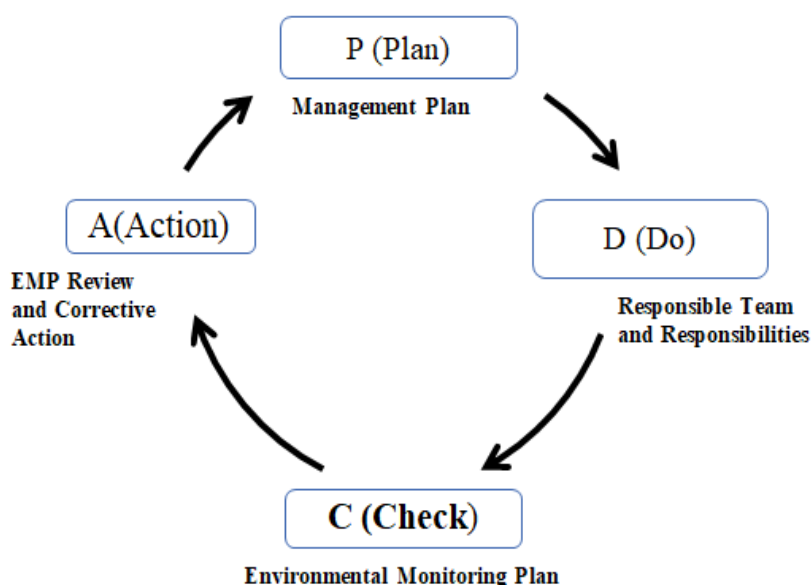 P (Plan)
Management Plan
D (Do)
Responsible Team
and Responsibilities
C (Check)
Environmental Monitoring Plan
A(Action)
EMP Review
and Corrective
Action